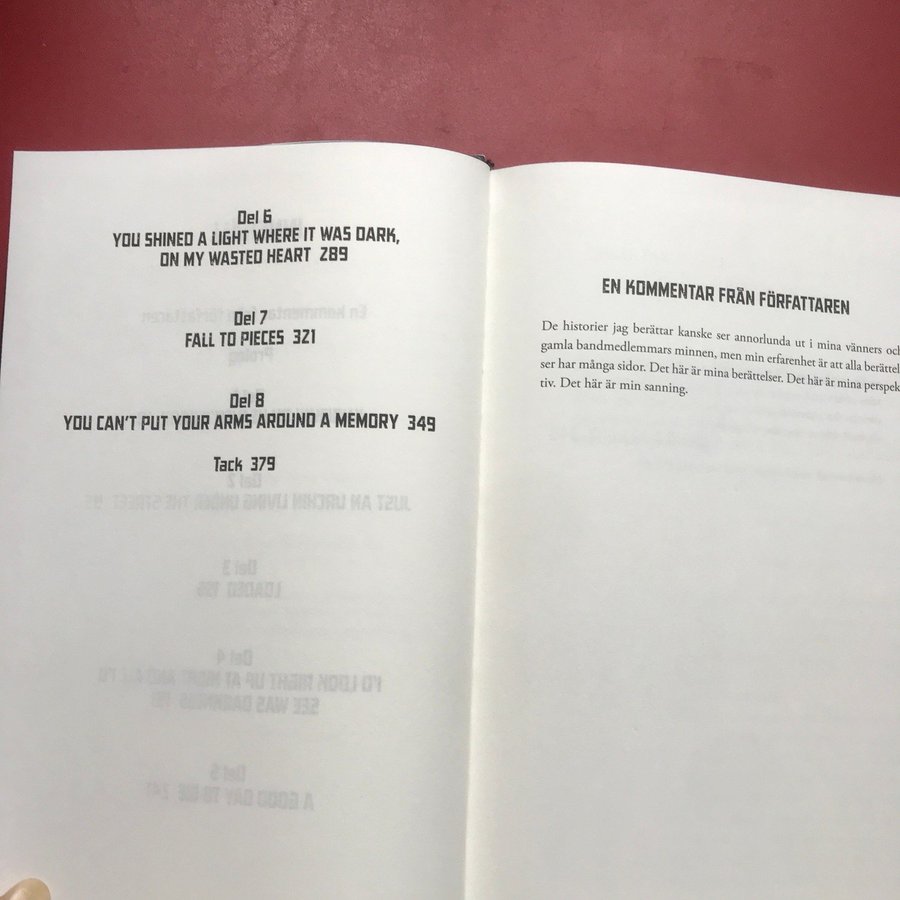 Del 6
YOU SHINED A LIGHT WHERE IT WAS DARK,
ON MY WASTED HEART 289
Del 7
FALL TO PIECES 321
Del 8
YOU CAN'T PUT YOUR ARMS AROUND A MEMORY 349
Tack 379
EN KOMMENTAR FRÅN FÖRFATTAREN
De historier jag berättar kanske ser annorlunda ut i mina vänners och
gamla bandmedlemmars minnen, men min erfarenhet är att alla berättel
ser har många sidor. Det här är mina berättelser. Det här är mina perspek
tiv. Det här är min sanning.